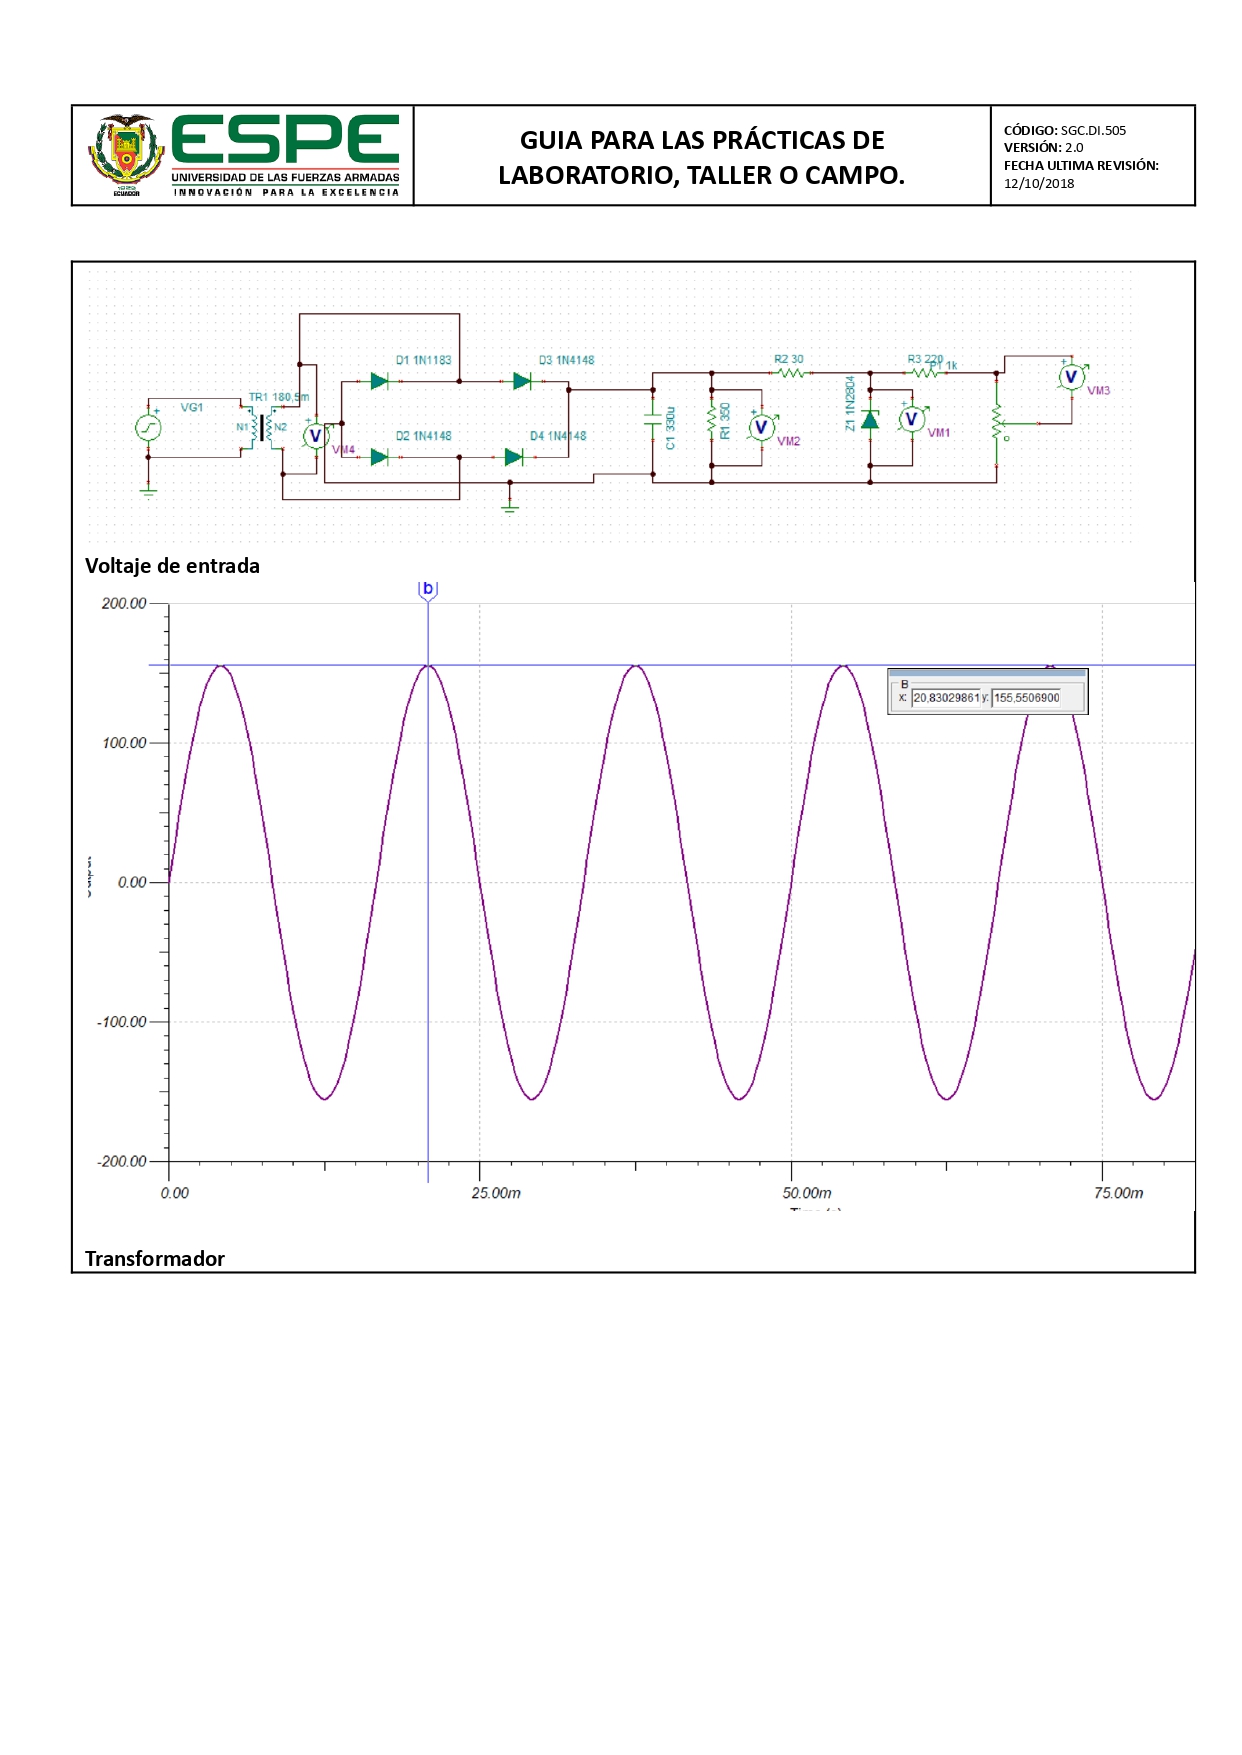 ESPE
UNIVERSIDAD DE LAS FUERZAS ARMADAS
INNOVACIÓN PARA LA EXCELENCIA
1922
ECUADOR
GUIA PARA LAS PRÁCTICAS DE
LABORATORIO, TALLER O CAMPO.
CÓDIGO: SGC.DI.505
VERSIÓN: 2.0
FECHA ULTIMA REVISIÓN:
12/10/2018
D1 1N1183
D3 1N4148
R2 30
R3 220
P1 1k
VM3
TR1 180,5m
VG1
N1
N2
VM4
D2 1N4148
D4 1N4148
C1 330u
R1 350
VM2
Z1 1N2804
VM1
V
V
V
V
Voltaje de entrada
b
200.00
B
x: 20,83029861 y: 155,5506900
100.00
0.00
-100.00
-200.00
0.00
25.00m
50.00m
75.00m
Transformador